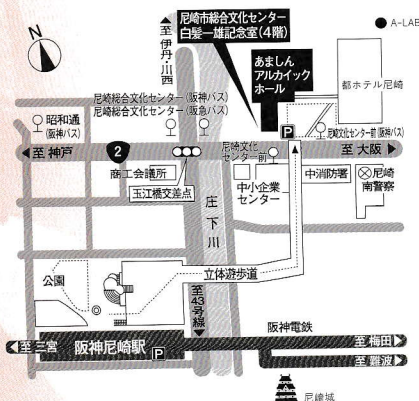 尼崎市総合文化センター
白髪一雄記念室(4階)
● A-LAB
N
至伊丹・川西
あましん
アルカイック
ホール
都ホテル尼崎
尼崎総合文化センター(阪神バス)
尼崎総合文化センター(阪急バス)
昭和通
(阪神バス)
P
尼崎文化センター前(阪神バス)
至神戸
2
尼崎文化
センター前
至大阪
商工会議所
玉江橋交差点
中小企業
センター
中消防署
尼崎
南警察
庄下川
公園
立体遊歩道
至43号線
阪神電鉄
至三宮
阪神尼崎駅
P
至梅田
至難波
尼崎城